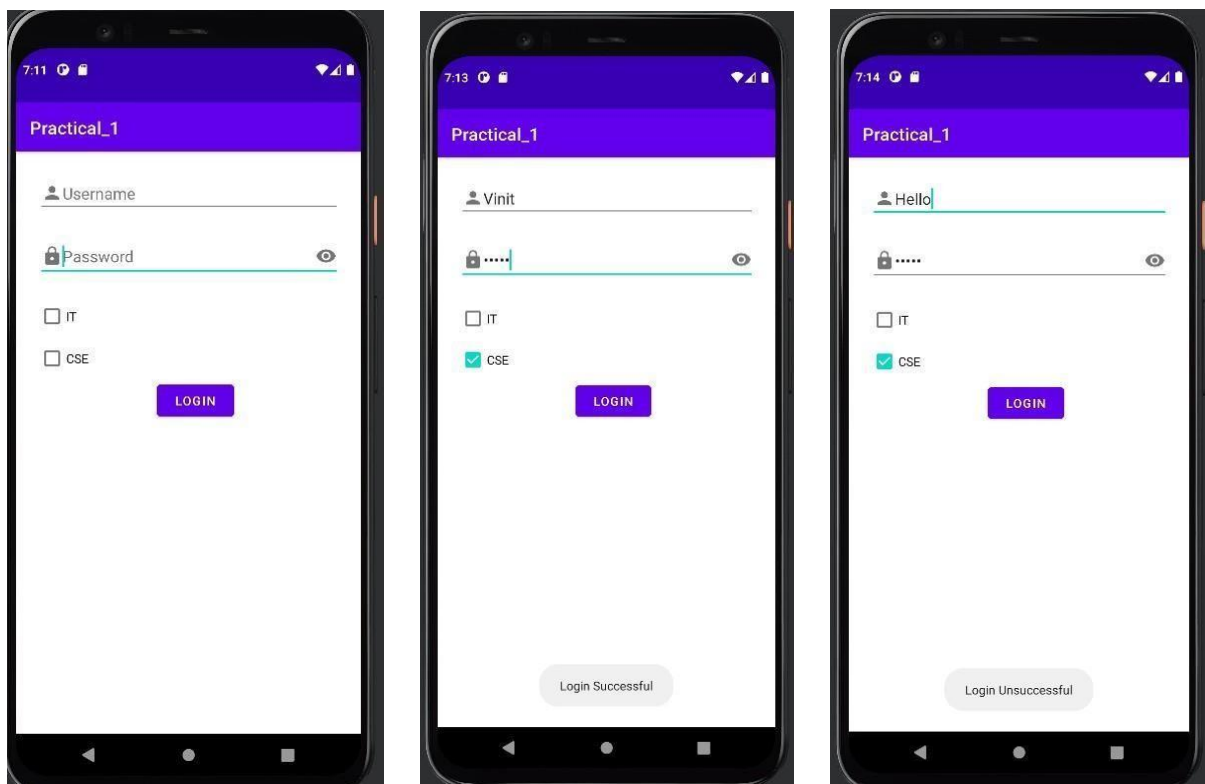 7:11
Practical_1
Username
Password
IT
CSE
LOGIN
7:13
Practical_1
Vinit
•••••
IT
CSE
LOGIN
Login Successful
7:14
Practical_1
Hello
•••••
IT
CSE
LOGIN
Login Unsuccessful